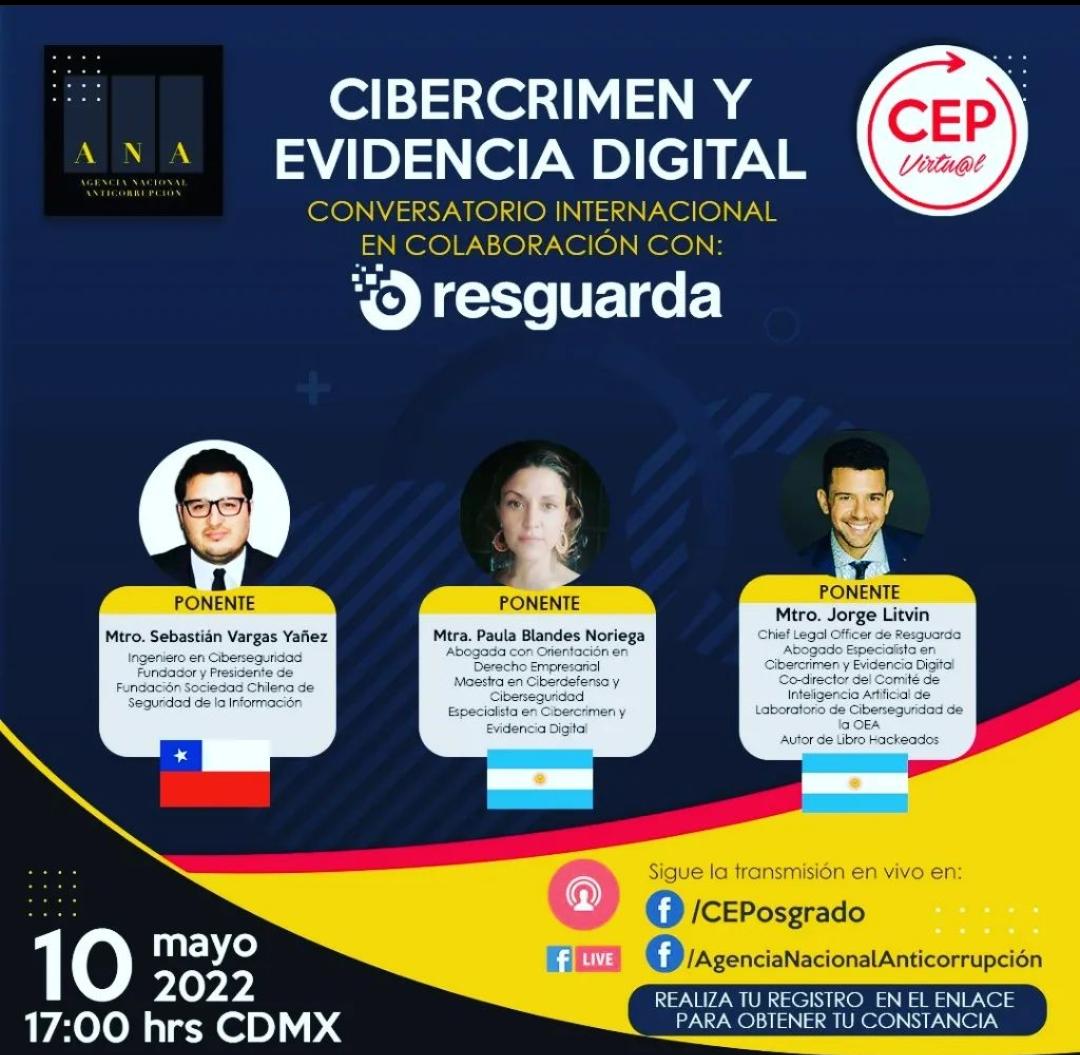 A N A
AGENCIA NACIONAL
ANTICORRUPCIÓN
CIBERCRIMEN Y
EVIDENCIA DIGITAL
CONVERSATORIO INTERNACIONAL
EN COLABORACIÓN CON:
resguarda
CEP
Virtu@l
PONENTE
Mtro. Sebastián Vargas Yañez
Ingeniero en Ciberseguridad
Fundador y Presidente de
Fundación Sociedad Chilena de
Seguridad de la Información
PONENTE
Mtra. Paula Blandes Noriega
Abogada con Orientación en
Derecho Empresarial
Maestra en Ciberdefensa y
Ciberseguridad
Especialista en Cibercrimen y
Evidencia Digital
PONENTE
Mtro. Jorge Litvin
Chief Legal Officer de Resguarda
Abogado Especialista en
Cibercrimen y Evidencia Digital
Co-director del Comité de
Inteligencia Artificial de
Laboratorio de Ciberseguridad de
la OEA
Autor de Libro Hackeados
10 mayo
2022
17:00 hrs CDMX
Sigue la transmisión en vivo en:
f /CEPosgrado
f LIVE
f /AgenciaNacionalAnticorrupción
REALIZA TU REGISTRO EN EL ENLACE
PARA OBTENER TU CONSTANCIA